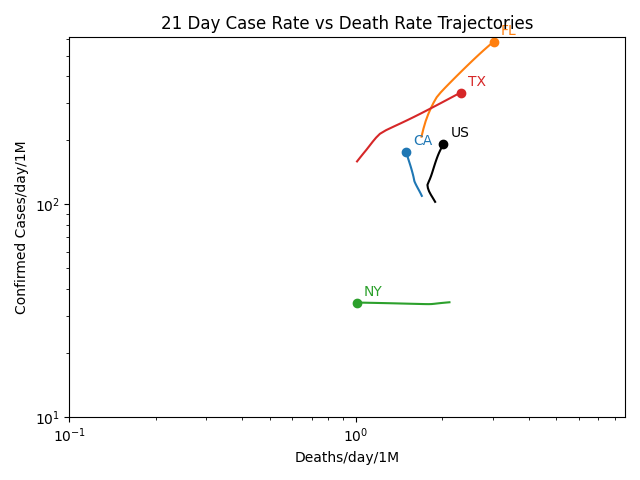 21 Day Case Rate vs Death Rate Trajectories
FL
TX
US
CA
NY
Confirmed Cases/day/1M
10²
10¹
10⁻¹
10⁰
Deaths/day/1M